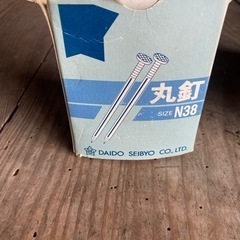 丸釘
SIZE N38
DAIDO SEIBYO CO., LTD.